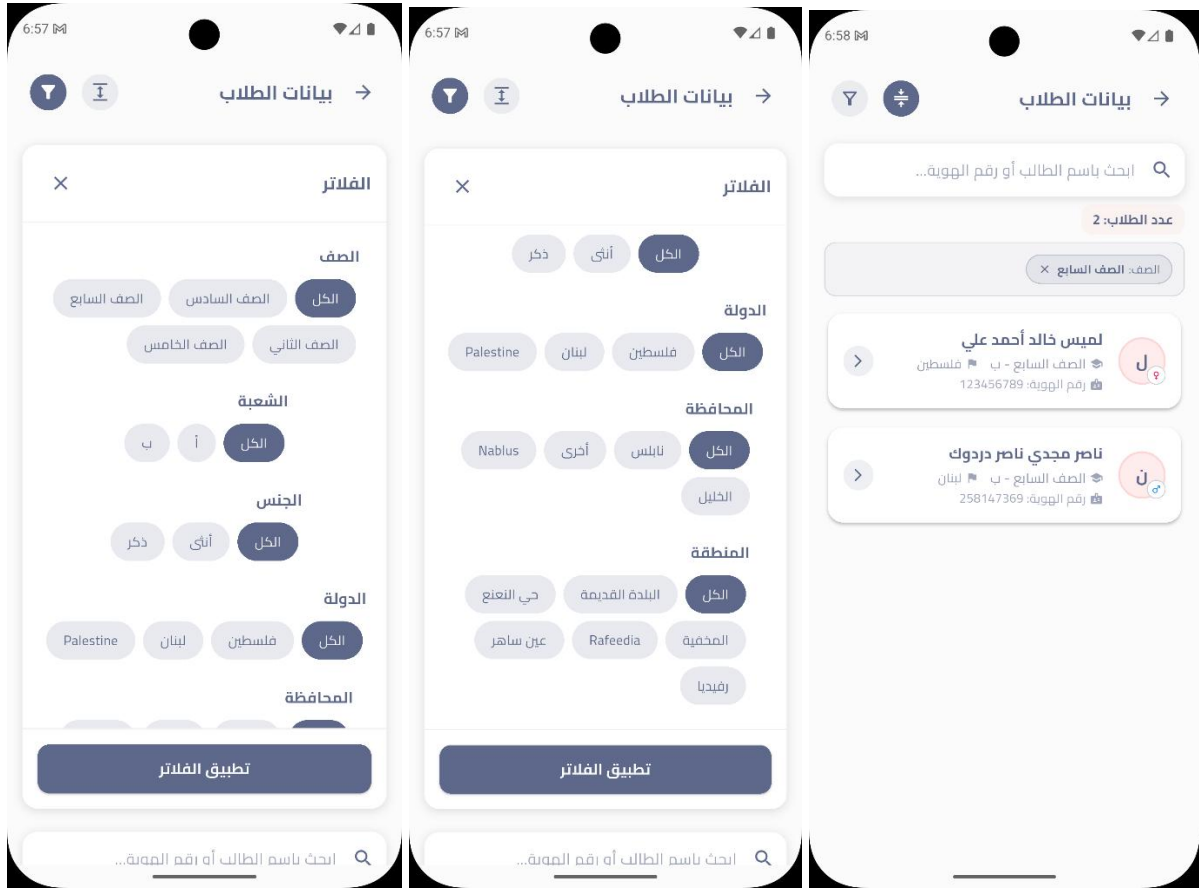 6:57
بيانات الطلاب
الفلاتر
الصف
الكل الصف السادس الصف السابع
الصف الثاني الصف الخامس
الشعبة
الكل أ ب
الجنس
الكل أنثى ذكر
الدولة
الكل فلسطين لبنان Palestine
المحافظة
تطبيق الفلاتر
ابحث باسم الطالب أو رقم الهوية...
6:57
بيانات الطلاب
الفلاتر
الكل أنثى ذكر
الدولة
الكل فلسطين لبنان Palestine
المحافظة
الكل نابلس أخرى Nablus
الخليل
المنطقة
الكل البلدة القديمة حي النعنع
المخفية Rafeedia عين ساهر
رفيديا
تطبيق الفلاتر
ابحث باسم الطالب أو رقم الهوية...
6:58
بيانات الطلاب
ابحث باسم الطالب أو رقم الهوية...
عدد الطلاب: 2
الصف: الصف السابع ×
لميس خالد أحمد علي
الصف السابع - ب فلسطين
رقم الهوية: 123456789
ل
ناصر مجدي ناصر دردوك
الصف السابع - ب لبنان
رقم الهوية: 258147369
ن